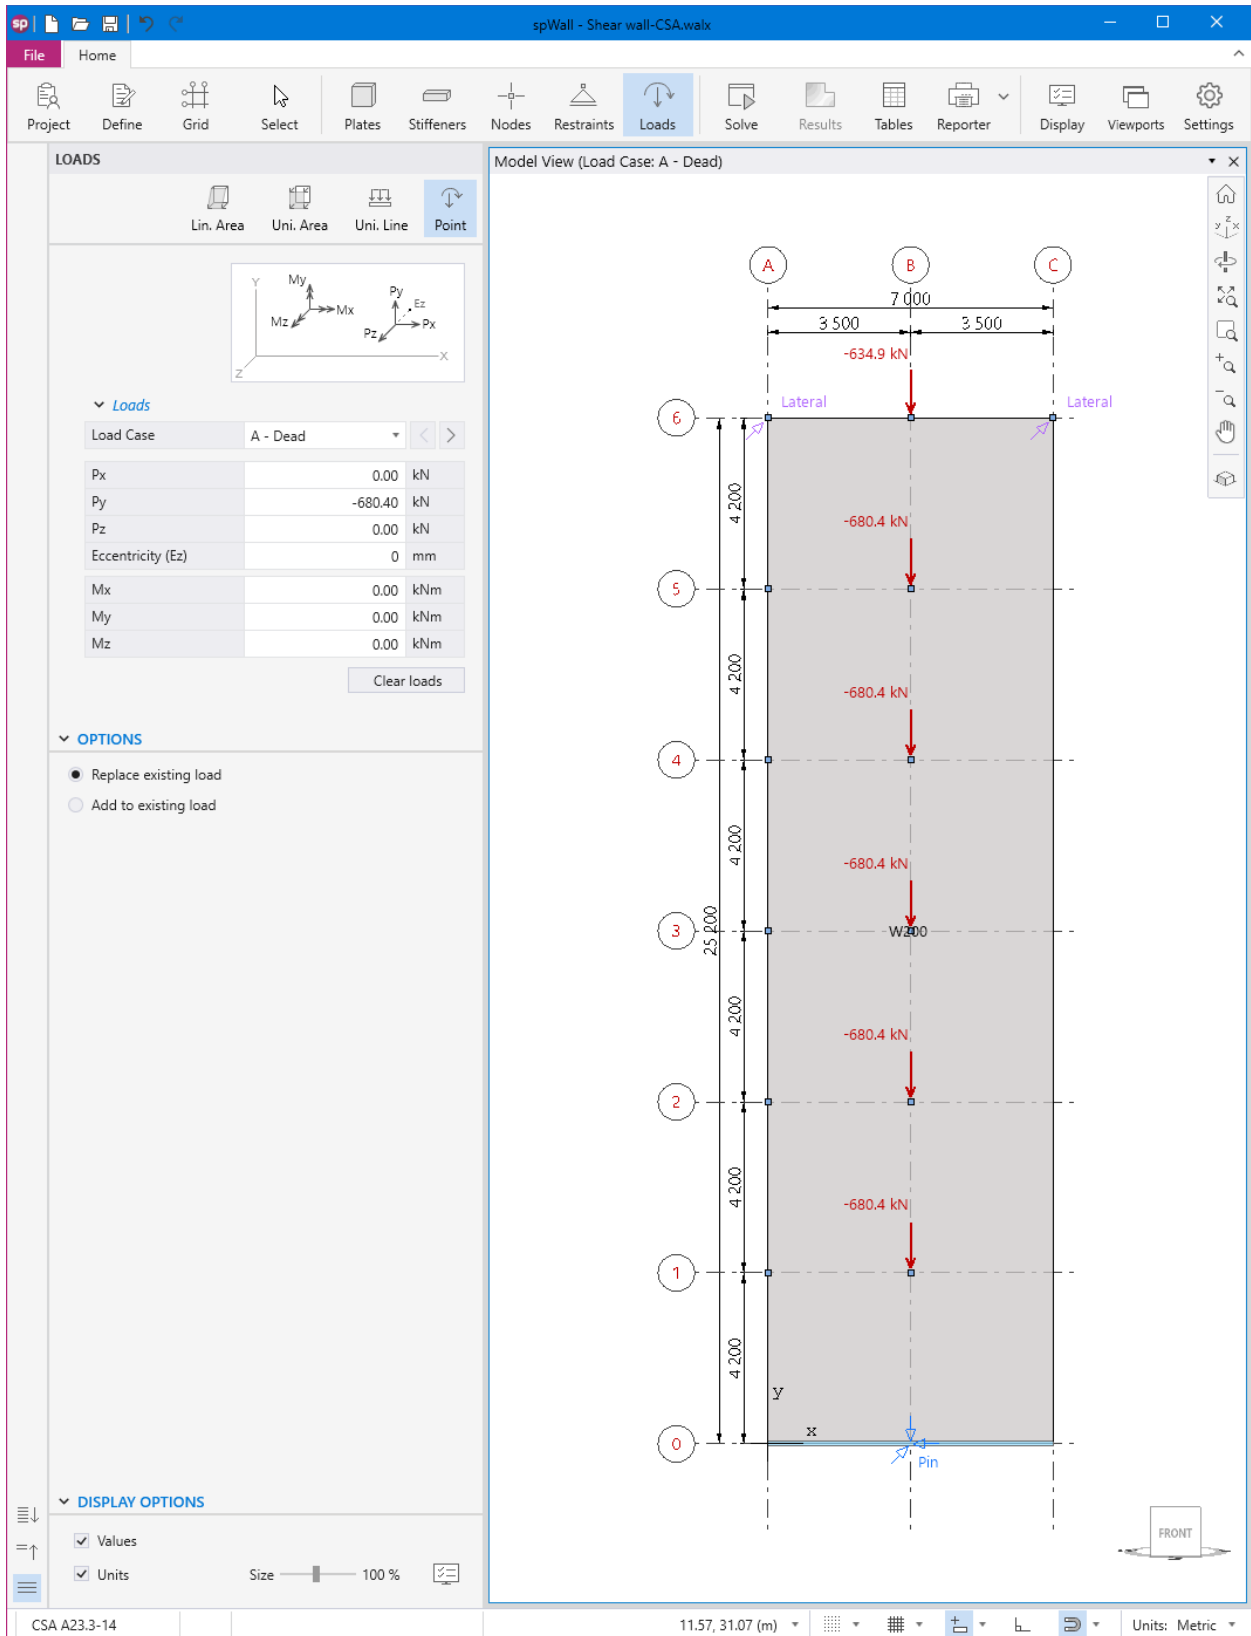 sp
spWall - Shear wall-CSA.walx
File Home
Project Define Grid Select Plates Stiffeners Nodes Restraints Loads Solve Results Tables Reporter Display Viewports Settings
LOADS
Lin. Area Uni. Area Uni. Line Point
Y My Mx Mz Py Ez Px Pz X Z
Loads
Load Case A - Dead
Px 0.00 kN
Py -680.40 kN
Pz 0.00 kN
Eccentricity (Ez) 0 mm
Mx 0.00 kNm
My 0.00 kNm
Mz 0.00 kNm
Clear loads
OPTIONS
Replace existing load
Add to existing load
DISPLAY OPTIONS
Values
Units Size 100 %
Model View (Load Case: A - Dead)
y z x
A B C
7 000
3 500 3 500
-634.9 kN
Lateral Lateral
6
4 200
-680.4 kN
5
4 200
-680.4 kN
4
4 200
-680.4 kN
25 200
3 W200
4 200
-680.4 kN
2
4 200
-680.4 kN
1
4 200
y
x
0
Pin
FRONT
CSA A23.3-14 11.57, 31.07 (m) Units: Metric